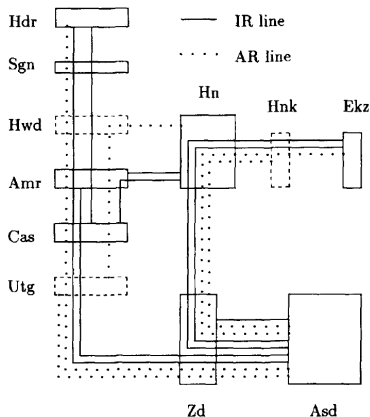 Hdr
IR line
Sgn
AR line
Hn
Hwd
Hnk
Ekz
Amr
Cas
Utg
Zd
Asd